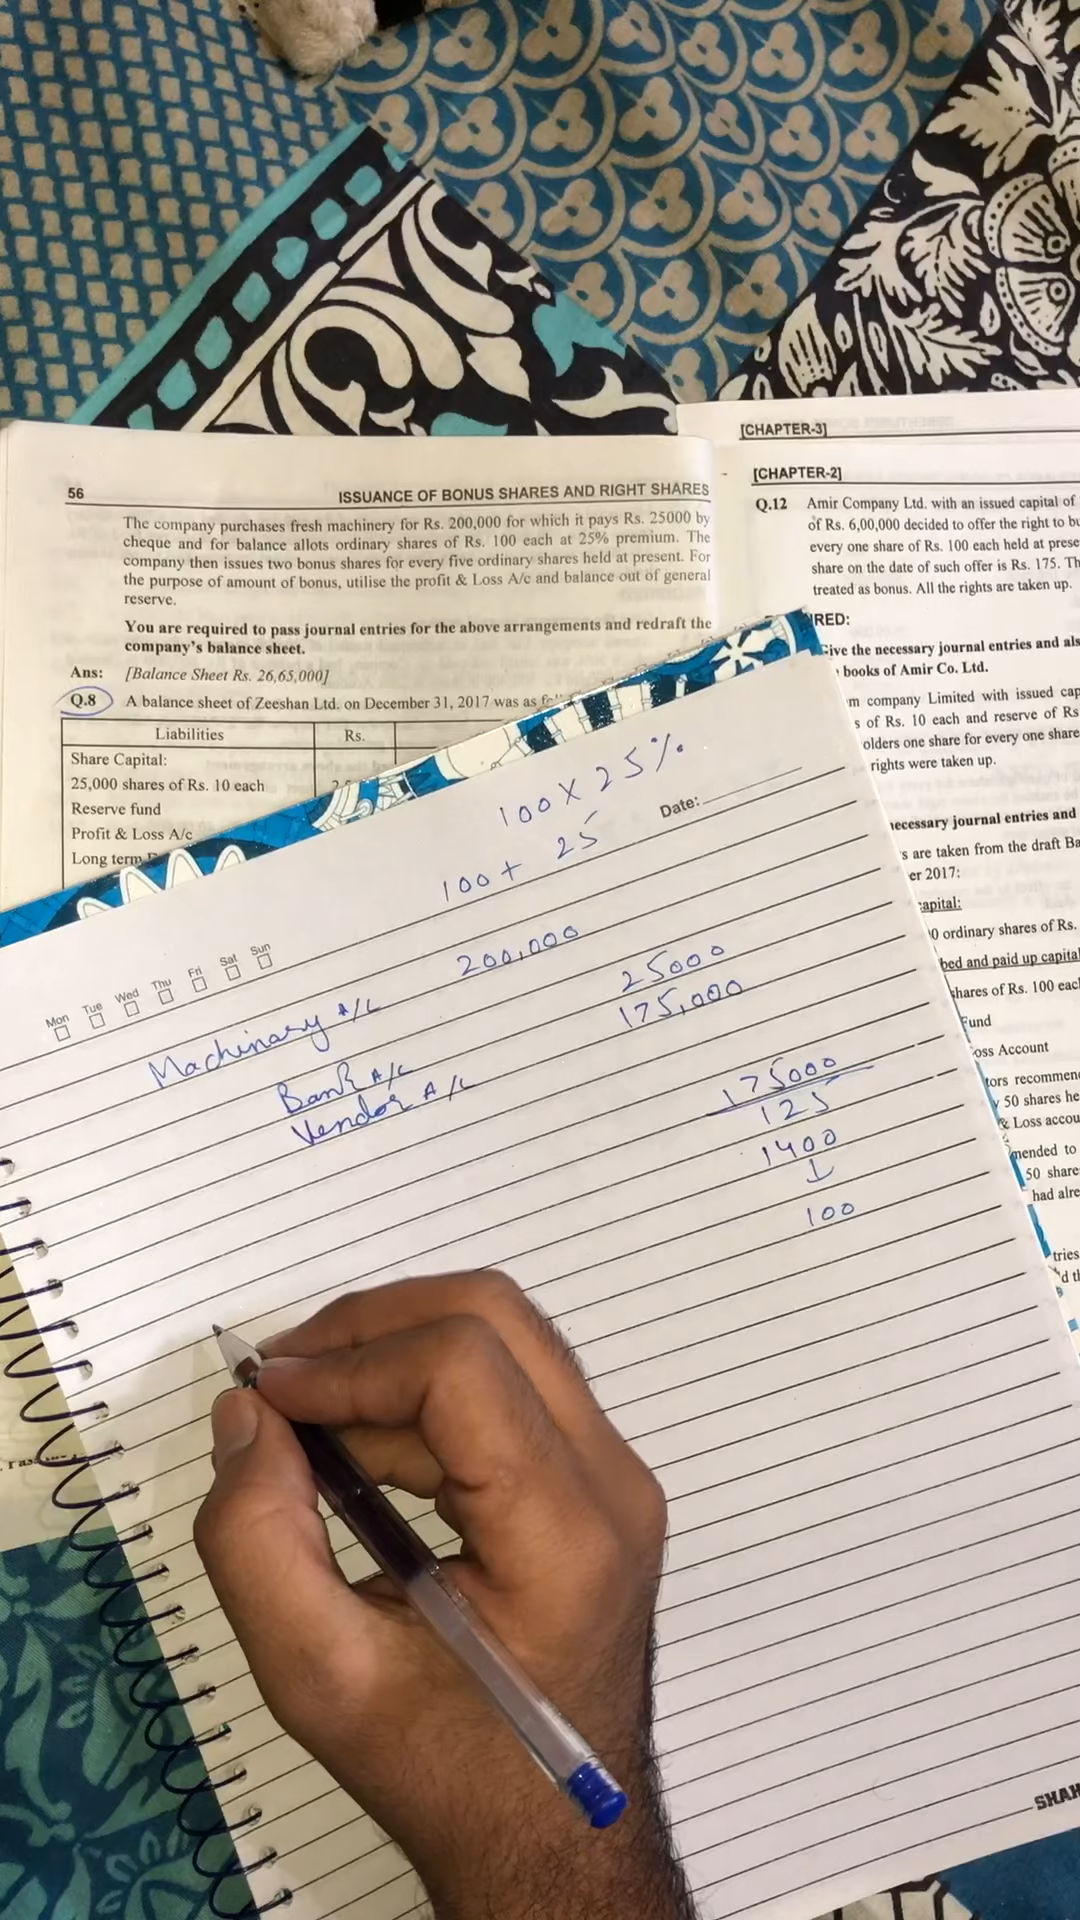 56
ISSUANCE OF BONUS SHARES AND RIGHT SHARES
The company purchases fresh machinery for Rs. 200,000 for which it pays Rs. 25000 by
cheque and for balance allots ordinary shares of Rs. 100 each at 25% premium. The
company then issues two bonus shares for every five ordinary shares held at present. For
the purpose of amount of bonus, utilise the profit & Loss A/c and balance out of general
reserve.
You are required to pass journal entries for the above arrangements and redraft the
company's balance sheet.
Ans: [Balance Sheet Rs. 26,65,000]
Q.8 A balance sheet of Zeeshan Ltd. on December 31, 2017 was as
Liabilities Rs.
Share Capital:
25,000 shares of Rs. 10 each
Reserve fund
Profit & Loss A/c
Long term
[CHAPTER-3]
[CHAPTER-2]
Q.12 Amir Company Ltd. with an issued capital of
of Rs. 6,00,000 decided to offer the right to
every one share of Rs. 100 each held at
share on the date of such offer is Rs. 175.
treated as bonus. All the rights are taken up.
Give the necessary journal entries and
books of Amir Co. Ltd.
company Limited with issued
s of Rs. 10 each and reserve of Rs
one share for every one share
rights were taken up.
journal entries and
are taken from the draft
2017:
ordinary shares of Rs.
and paid up capital
shares of Rs. 100
Fund
Account
recommen
50 shares
& Loss
to
50 share
had
100 X 25%
Date:
100 + 25
Mon Tue Wed Thu Fri Sat Sun
Machinary A/C 200,000
Bank A/C 25000
Vendor A/C 175,000
175000
125
1400
↓
100
SHAH